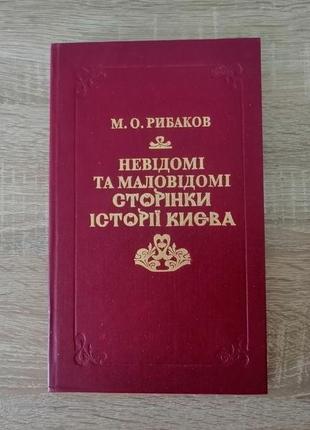 М. О. РИБАКОВ
НЕВІДОМІ
ТА МАЛОВІДОМІ
СТОРІНКИ
ІСТОРІЇ КИЄВА